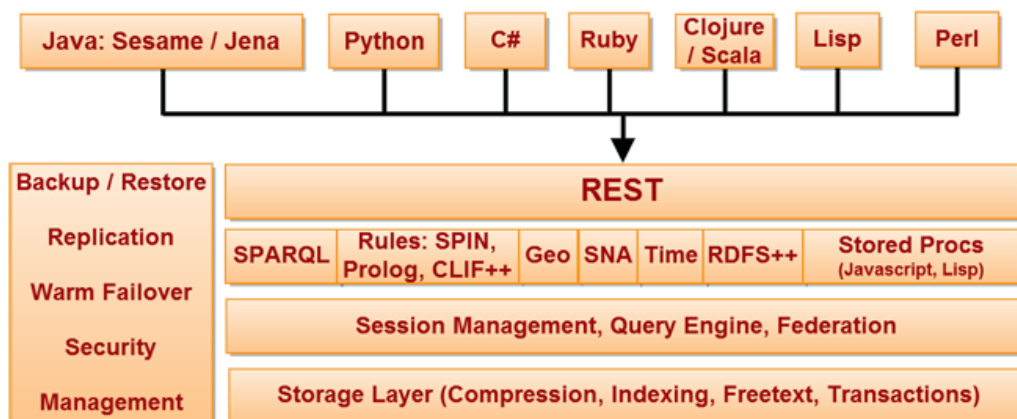 Java: Sesame / Jena
Python
C#
Ruby
Clojure
/ Scala
Lisp
Perl
Backup / Restore
Replication
Warm Failover
Security
Management
REST
SPARQL
Rules: SPIN,
Prolog, CLIF++
Geo
SNA
Time
RDFS++
Stored Procs
(Javascript, Lisp)
Session Management, Query Engine, Federation
Storage Layer (Compression, Indexing, Freetext, Transactions)